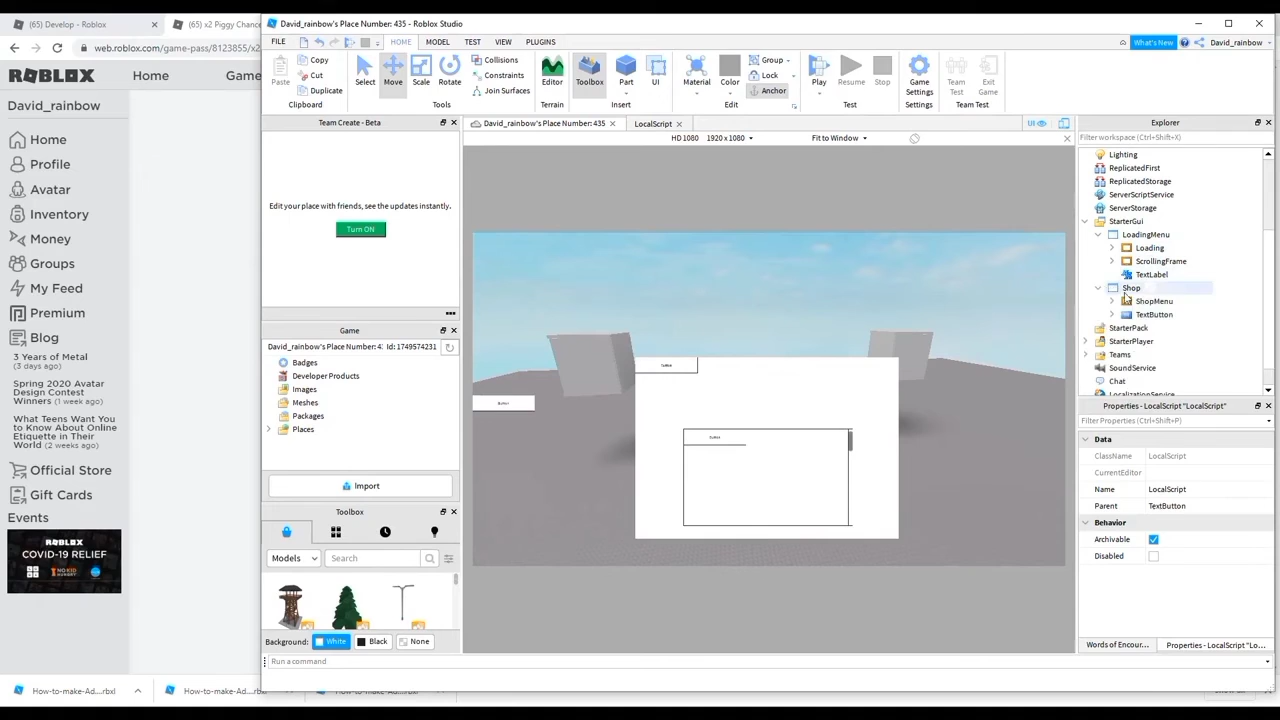 (65) Develop - Roblox
(65) x2 Piggy Chance
web.roblox.com/game-pass/8123855/x2
ROBLOX
Home
Game
David_rainbow
Home
Profile
Avatar
Inventory
Money
Groups
My Feed
Premium
Blog
3 Years of Metal
(3 days ago)
Spring 2020 Avatar
Design Contest
Winners (1 week ago)
What Teens Want You
to Know About Online
Etiquette in Their
World (2 weeks ago)
Official Store
Gift Cards
Events
ROBLOX
COVID-19 RELIEF
NO KID HUNGRY
How-to-make-Ad....rbxl
How-to-make-Ad...rbxl
David_rainbow's Place Number: 435 - Roblox Studio
FILE
HOME
MODEL
TEST
VIEW
PLUGINS
What's New
David_rainbow
Paste
Copy
Cut
Duplicate
Clipboard
Select
Move
Scale
Rotate
Collisions
Constraints
Join Surfaces
Tools
Editor
Terrain
Toolbox
Part
UI
Insert
Material
Color
Group
Lock
Anchor
Edit
Play
Resume
Stop
Test
Game
Settings
Settings
Team
Test
Exit
Game
Team Test
Team Create - Beta
Edit your place with friends, see the updates instantly.
Turn ON
Game
David_rainbow's Place Number: 4:
Id: 1749574231
Badges
Developer Products
Images
Meshes
Packages
Places
Import
Toolbox
Models
Search
Background:
White
Black
None
Run a command
David_rainbow's Place Number: 435
LocalScript
UI
HD 1080
1920 x 1080
Fit to Window
Button
Button
Button
Explorer
Filter workspace (Ctrl+Shift+X)
Lighting
ReplicatedFirst
ReplicatedStorage
ServerScriptService
ServerStorage
StarterGui
LoadingMenu
Loading
ScrollingFrame
TextLabel
Shop
ShopMenu
TextButton
StarterPack
StarterPlayer
Teams
SoundService
Chat
LocalizationService
Properties - LocalScript "LocalScript"
Filter Properties (Ctrl+Shift+P)
Data
ClassName
LocalScript
CurrentEditor
Name
LocalScript
Parent
TextButton
Behavior
Archivable
Disabled
Words of Encour...
Properties - LocalScript "Lo...